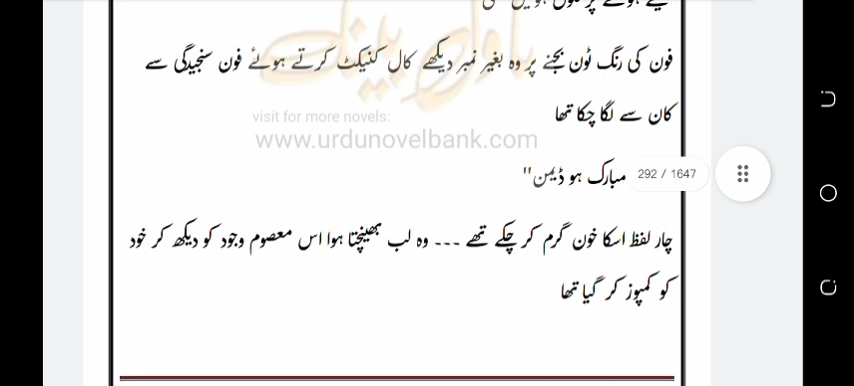 فون کی رنگ ٹون بجنے پر وہ بغیر نمبر دیکھے کال کنیکٹ کرتے ہوئے فون سنجیدگی سے
کان سے لگا چکا تھا
visit for more novels:
www.urdunovelbank.com
مبارک ہو ڈیمن"
292 / 1647
چار لفظ اسکا خون گرم کر چکے تھے --- وہ لب بھینچتا ہوا اس معصوم وجود کو دیکھ کر خود
کو کمپوز کر گیا تھا